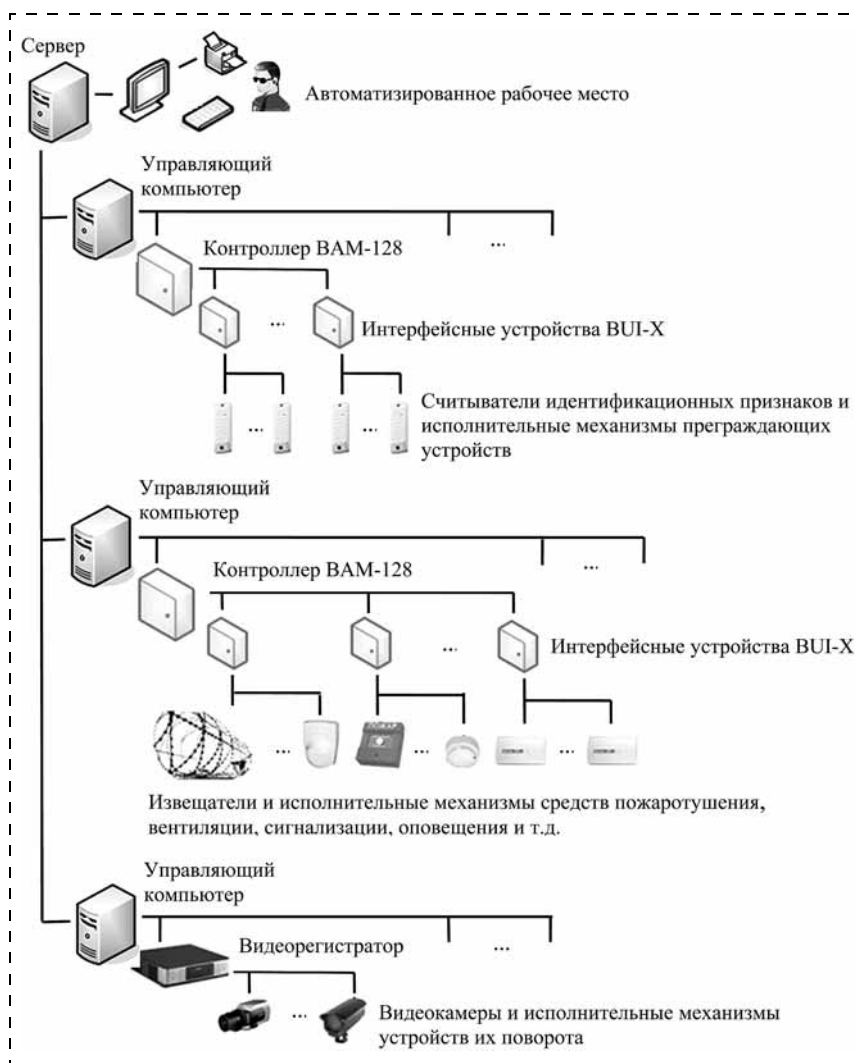 Сервер
Автоматизированное рабочее место
Управляющий
компьютер
...
Контроллер BAM-128
...
Интерфейсные устройства BUI-X
... ...
Считыватели идентификационных признаков и
исполнительные механизмы преграждающих
устройств
Управляющий
компьютер
...
Контроллер BAM-128
...
Интерфейсные устройства BUI-X
... ... ...
Извещатели и исполнительные механизмы средств пожаротушения,
вентиляции, сигнализации, оповещения и т.д.
Управляющий
компьютер
...
Видеорегистратор
...
Видеокамеры и исполнительные механизмы
устройств их поворота